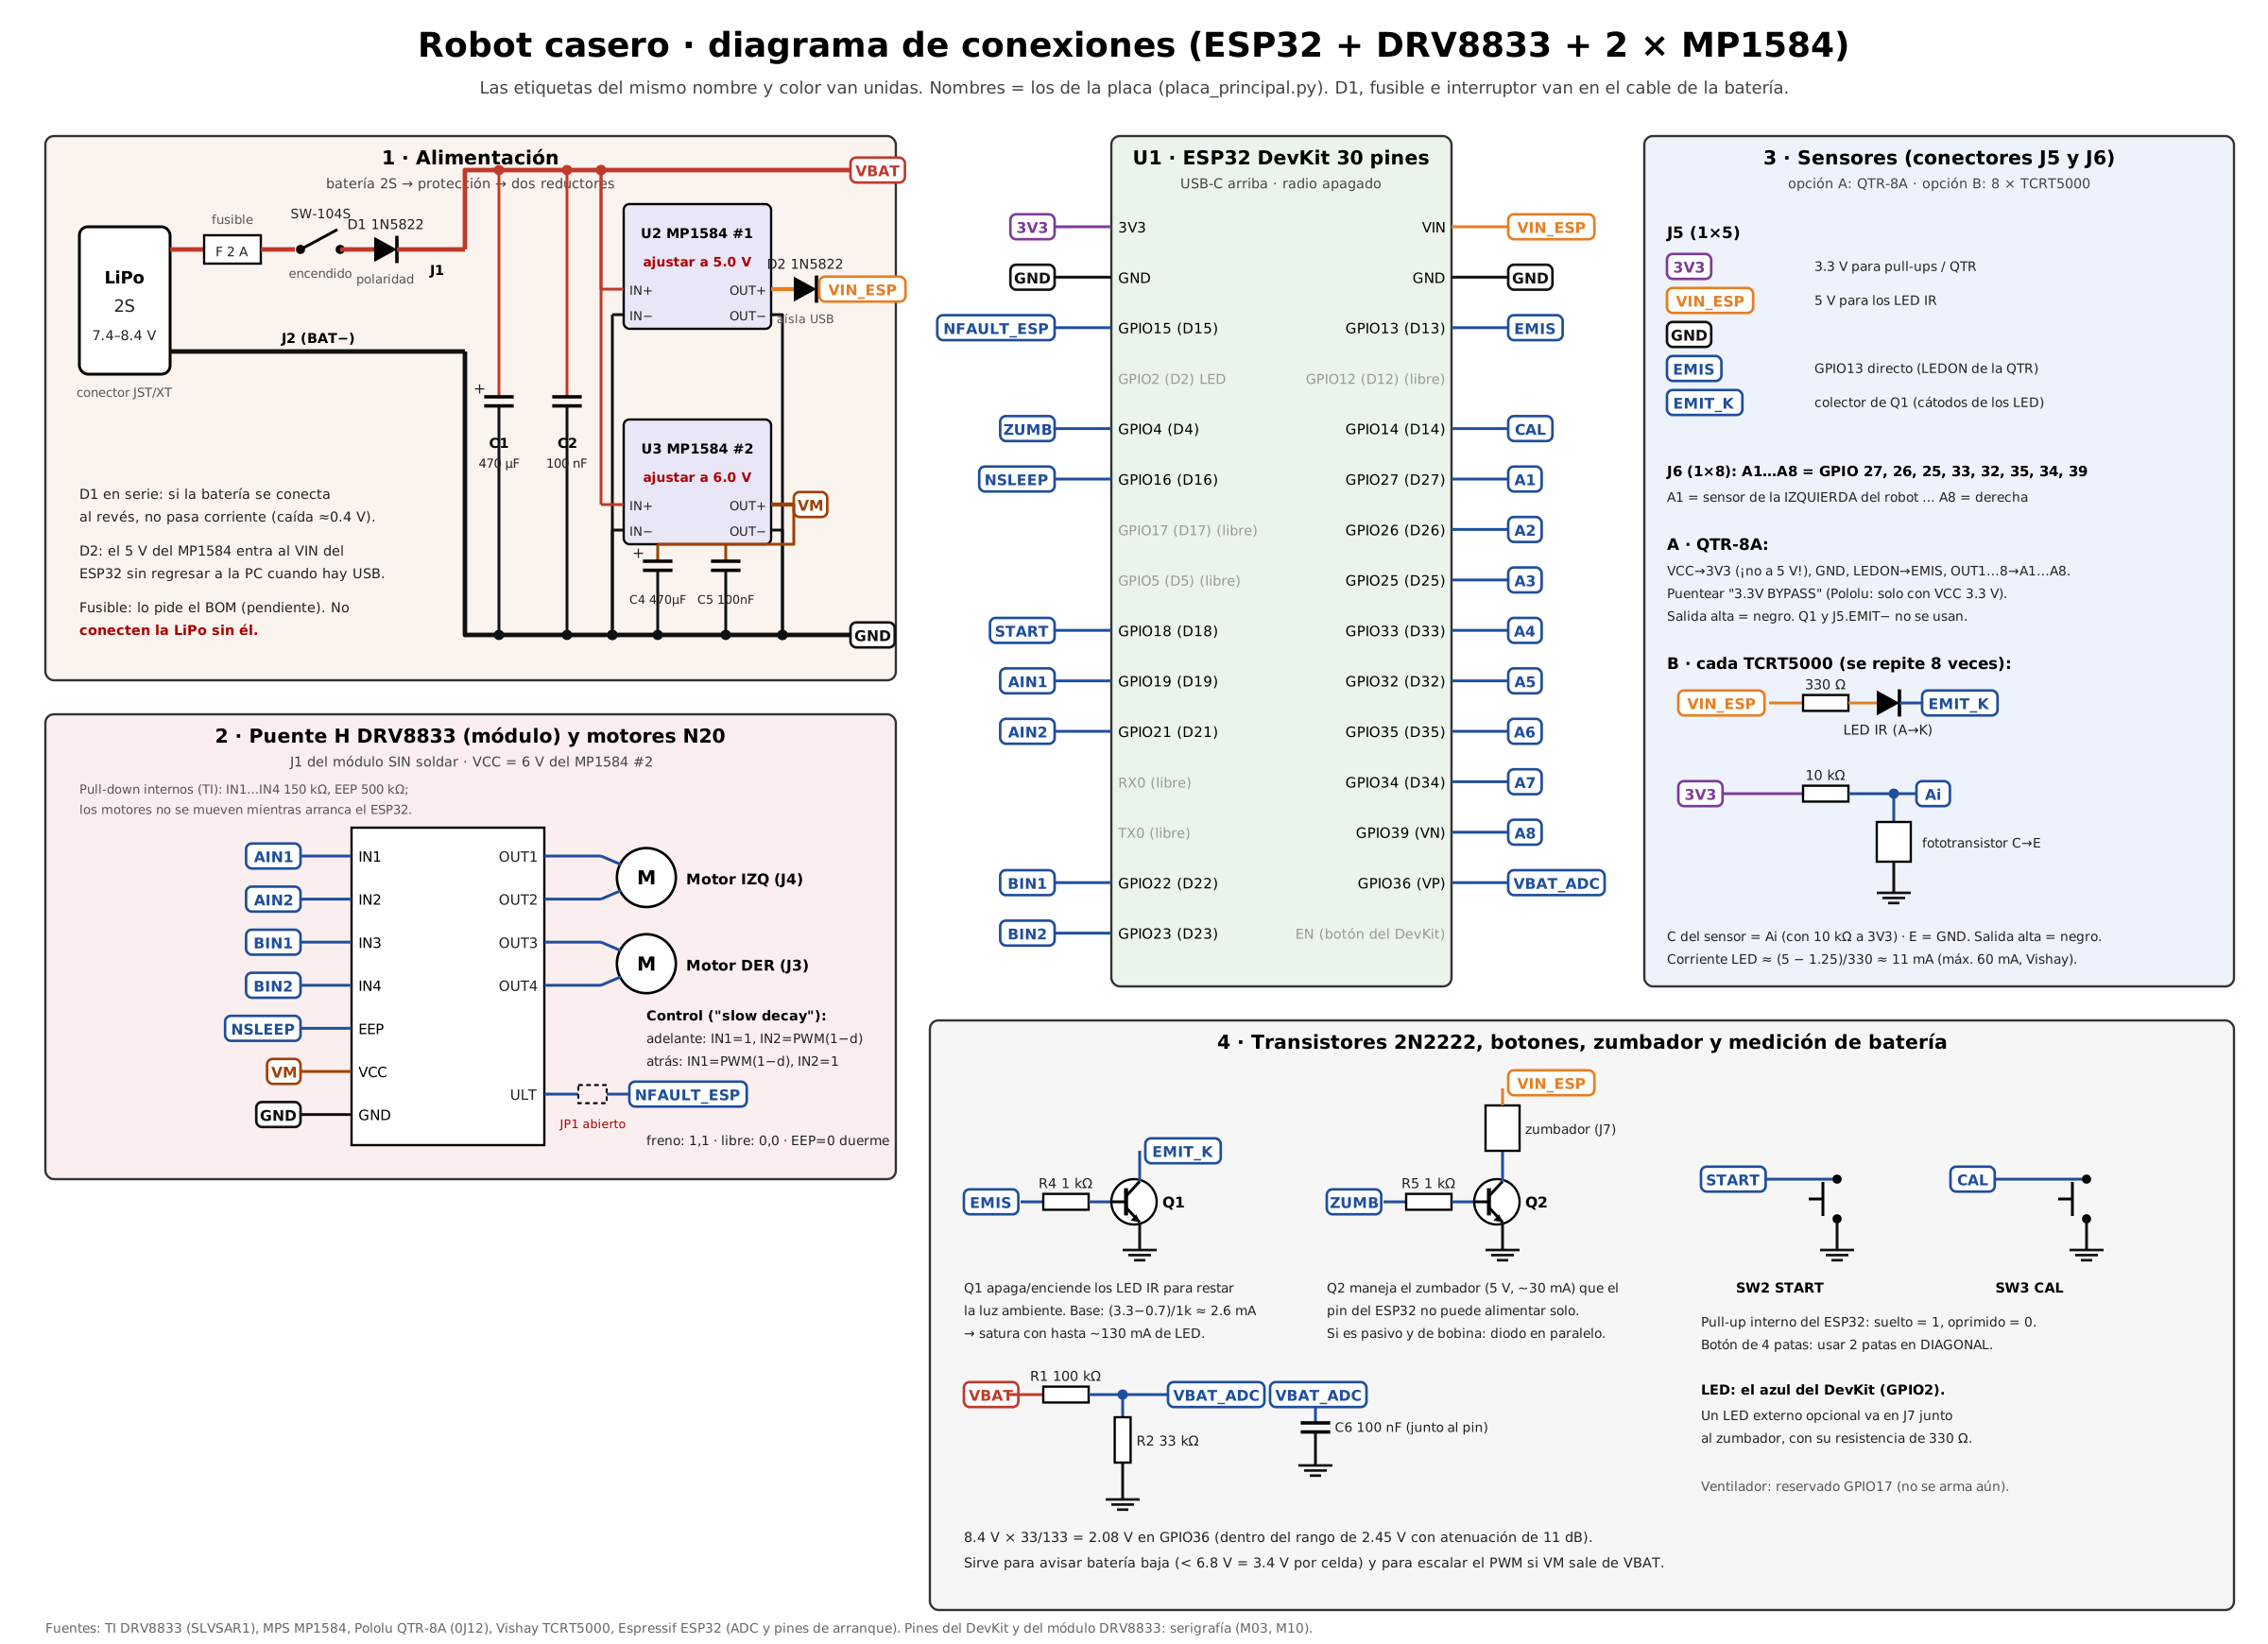 Robot casero · diagrama de conexiones (ESP32 + DRV8833 + 2 × MP1584)
Las etiquetas del mismo nombre y color van unidas. Nombres = los de la placa (placa_principal.py). D1, fusible e interruptor van en el cable de la batería.
1 · Alimentación
batería 2S → protección → dos reductores
VBAT
LiPo
2S
7.4–8.4 V
conector JST/XT
fusible
F 2 A
SW-104S
encendido
D1 1N5822
polaridad
J1
J2 (BAT−)
U2 MP1584 #1
ajustar a 5.0 V
IN+ OUT+
IN− OUT−
D2 1N5822
VIN_ESP
aísla USB
+
C1
470 µF
C2
100 nF
U3 MP1584 #2
ajustar a 6.0 V
IN+ OUT+
IN− OUT−
VM
+
C4 470µF
C5 100nF
GND
D1 en serie: si la batería se conecta
al revés, no pasa corriente (caída ≈0.4 V).
D2: el 5 V del MP1584 entra al VIN del
ESP32 sin regresar a la PC cuando hay USB.
Fusible: lo pide el BOM (pendiente). No
conecten la LiPo sin él.
2 · Puente H DRV8833 (módulo) y motores N20
J1 del módulo SIN soldar · VCC = 6 V del MP1584 #2
Pull-down internos (TI): IN1…IN4 150 kΩ, EEP 500 kΩ;
los motores no se mueven mientras arranca el ESP32.
AIN1 IN1 OUT1
AIN2 IN2 OUT2
BIN1 IN3 OUT3
BIN2 IN4 OUT4
NSLEEP EEP
VM VCC
GND GND
ULT
M
Motor IZQ (J4)
M
Motor DER (J3)
Control ("slow decay"):
adelante: IN1=1, IN2=PWM(1−d)
atrás: IN1=PWM(1−d), IN2=1
NFAULT_ESP
JP1 abierto
freno: 1,1 · libre: 0,0 · EEP=0 duerme
U1 · ESP32 DevKit 30 pines
USB-C arriba · radio apagado
3V3 3V3 VIN VIN_ESP
GND GND GND GND
NFAULT_ESP GPIO15 (D15) GPIO13 (D13) EMIS
GPIO2 (D2) LED GPIO12 (D12) (libre)
ZUMB GPIO4 (D4) GPIO14 (D14) CAL
NSLEEP GPIO16 (D16) GPIO27 (D27) A1
GPIO17 (D17) (libre) GPIO26 (D26) A2
GPIO5 (D5) (libre) GPIO25 (D25) A3
START GPIO18 (D18) GPIO33 (D33) A4
AIN1 GPIO19 (D19) GPIO32 (D32) A5
AIN2 GPIO21 (D21) GPIO35 (D35) A6
RX0 (libre) GPIO34 (D34) A7
TX0 (libre) GPIO39 (VN) A8
BIN1 GPIO22 (D22) GPIO36 (VP) VBAT_ADC
BIN2 GPIO23 (D23) EN (botón del DevKit)
3 · Sensores (conectores J5 y J6)
opción A: QTR-8A · opción B: 8 × TCRT5000
J5 (1×5)
3V3 3.3 V para pull-ups / QTR
VIN_ESP 5 V para los LED IR
GND
EMIS GPIO13 directo (LEDON de la QTR)
EMIT_K colector de Q1 (cátodos de los LED)
J6 (1×8): A1…A8 = GPIO 27, 26, 25, 33, 32, 35, 34, 39
A1 = sensor de la IZQUIERDA del robot … A8 = derecha
A · QTR-8A:
VCC→3V3 (¡no a 5 V!), GND, LEDON→EMIS, OUT1…8→A1…A8.
Puentear "3.3V BYPASS" (Pololu: solo con VCC 3.3 V).
Salida alta = negro. Q1 y J5.EMIT− no se usan.
B · cada TCRT5000 (se repite 8 veces):
330 Ω
VIN_ESP EMIT_K
LED IR (A→K)
10 kΩ
3V3 Ai
fototransistor C→E
C del sensor = Ai (con 10 kΩ a 3V3) · E = GND. Salida alta = negro.
Corriente LED ≈ (5 − 1.25)/330 ≈ 11 mA (máx. 60 mA, Vishay).
4 · Transistores 2N2222, botones, zumbador y medición de batería
EMIT_K
EMIS R4 1 kΩ Q1
Q1 apaga/enciende los LED IR para restar
la luz ambiente. Base: (3.3−0.7)/1k ≈ 2.6 mA
→ satura con hasta ~130 mA de LED.
VIN_ESP
zumbador (J7)
ZUMB R5 1 kΩ Q2
Q2 maneja el zumbador (5 V, ~30 mA) que el
pin del ESP32 no puede alimentar solo.
Si es pasivo y de bobina: diodo en paralelo.
START
SW2 START
CAL
SW3 CAL
Pull-up interno del ESP32: suelto = 1, oprimido = 0.
Botón de 4 patas: usar 2 patas en DIAGONAL.
LED: el azul del DevKit (GPIO2).
Un LED externo opcional va en J7 junto
al zumbador, con su resistencia de 330 Ω.
Ventilador: reservado GPIO17 (no se arma aún).
R1 100 kΩ
VBAT VBAT_ADC VBAT_ADC
R2 33 kΩ
C6 100 nF (junto al pin)
8.4 V × 33/133 = 2.08 V en GPIO36 (dentro del rango de 2.45 V con atenuación de 11 dB).
Sirve para avisar batería baja (< 6.8 V = 3.4 V por celda) y para escalar el PWM si VM sale de VBAT.
Fuentes: TI DRV8833 (SLVSAR1), MPS MP1584, Pololu QTR-8A (0J12), Vishay TCRT5000, Espressif ESP32 (ADC y pines de arranque). Pines del DevKit y del módulo DRV8833: serigrafía (M03, M10).